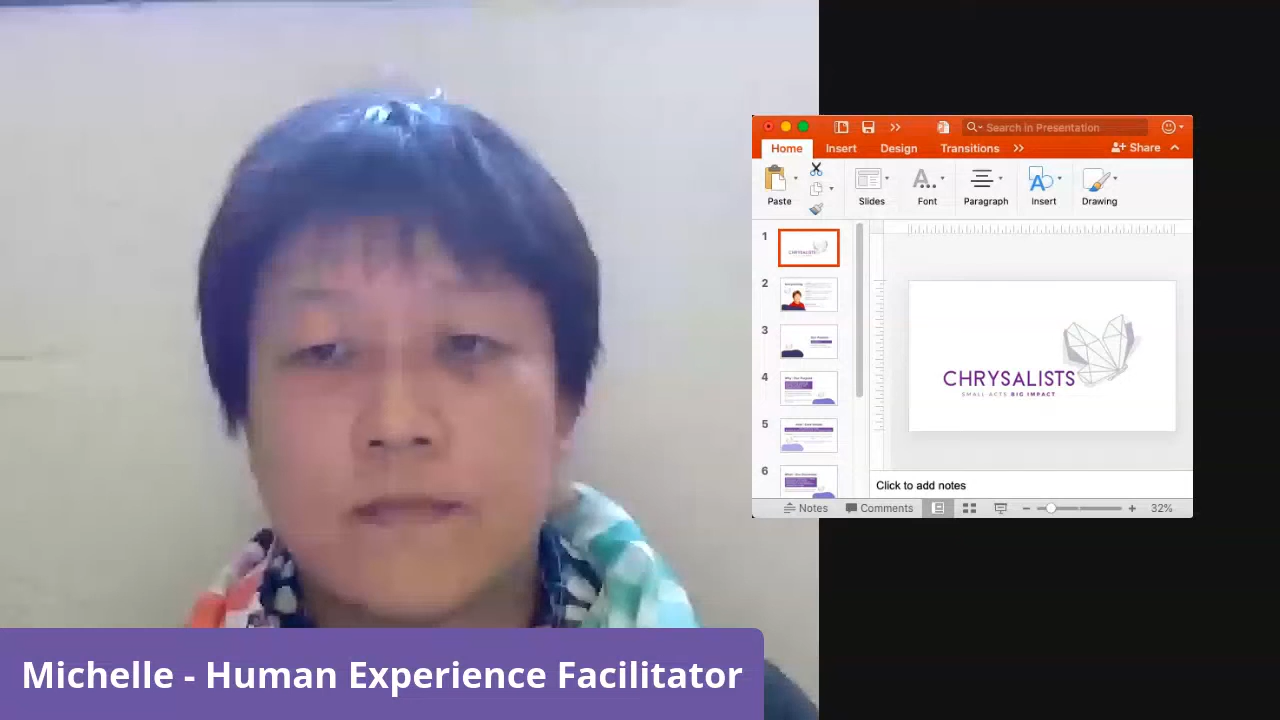 Search in Presentation
Home Insert Design Transitions Share
Paste Slides Font Paragraph Insert Drawing
1
2
3
4
5
6
CHRYSALISTS
SMALL ACTS BIG IMPACT
Click to add notes
Notes Comments 32%
Michelle - Human Experience Facilitator